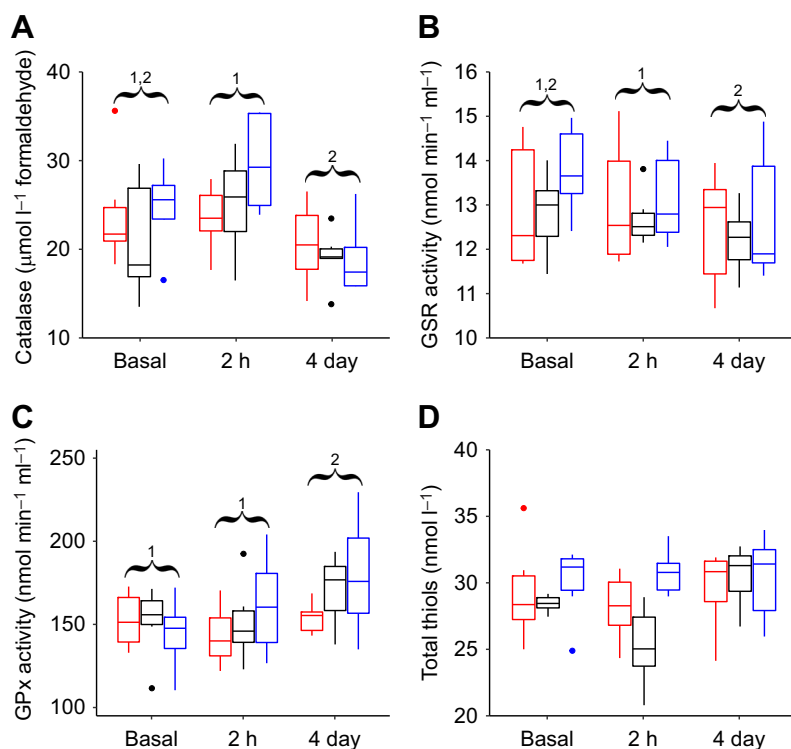 A
Catalase (μmol l⁻¹ formaldehyde)
40
30
20
10
1,2
1
2
Basal
2 h
4 day
B
GSR activity (nmol min⁻¹ ml⁻¹)
16
15
14
13
12
11
10
1,2
1
2
Basal
2 h
4 day
C
GPx activity (nmol min⁻¹ ml⁻¹)
250
200
150
100
1
1
2
Basal
2 h
4 day
D
Total thiols (nmol l⁻¹)
40
35
30
25
20
Basal
2 h
4 day